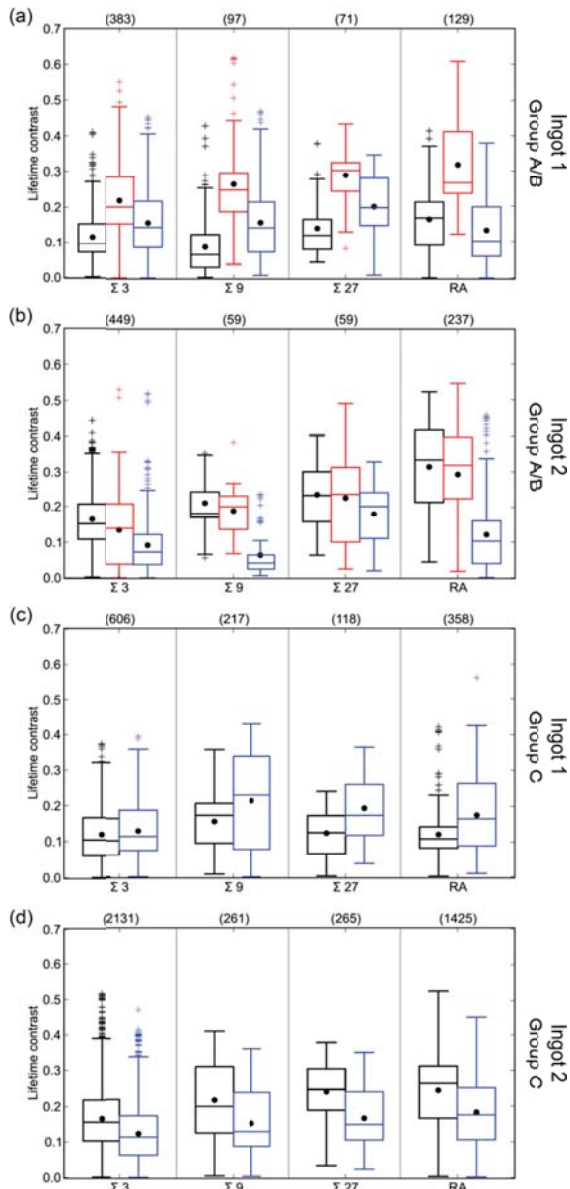 (a)
(383) (97) (71) (129)
0.7
0.6
0.5
0.4
0.3
0.2
0.1
0.0
Lifetime contrast
Σ 3 Σ 9 Σ 27 RA
Ingot 1
Group A/B
(b)
(449) (59) (59) (237)
0.7
0.6
0.5
0.4
0.3
0.2
0.1
0.0
Lifetime contrast
Σ 3 Σ 9 Σ 27 RA
Ingot 2
Group A/B
(c)
(606) (217) (118) (358)
0.7
0.6
0.5
0.4
0.3
0.2
0.1
0.0
Lifetime contrast
Σ 3 Σ 9 Σ 27 RA
Ingot 1
Group C
(d)
(2131) (261) (265) (1425)
0.7
0.6
0.5
0.4
0.3
0.2
0.1
0.0
Lifetime contrast
Σ 3 Σ 9 Σ 27 RA
Ingot 2
Group C